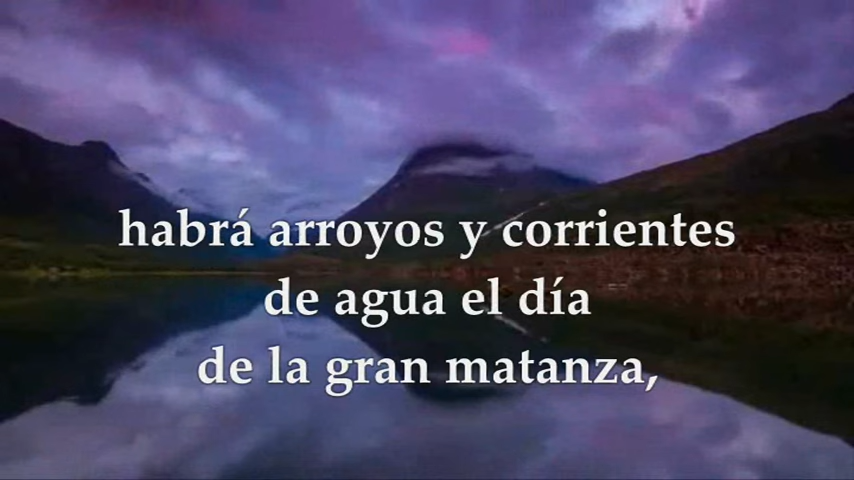 habrá arroyos y corrientes
de agua el día
de la gran matanza,